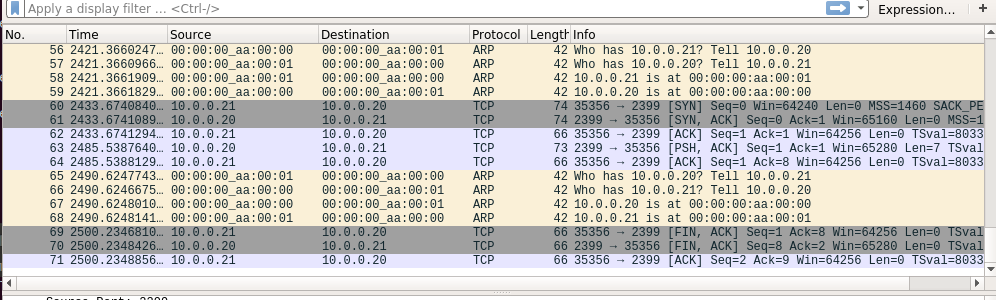 Apply a display filter … <Ctrl-/> Expression… +
No. Time Source Destination Protocol Length Info
56 2421.3660247… 00:00:00_aa:00:00 00:00:00_aa:00:01 ARP 42 Who has 10.0.0.21? Tell 10.0.0.20
57 2421.3660966… 00:00:00_aa:00:01 00:00:00_aa:00:00 ARP 42 Who has 10.0.0.20? Tell 10.0.0.21
58 2421.3661909… 00:00:00_aa:00:01 00:00:00_aa:00:00 ARP 42 10.0.0.21 is at 00:00:00:aa:00:01
59 2421.3661829… 00:00:00_aa:00:00 00:00:00_aa:00:01 ARP 42 10.0.0.20 is at 00:00:00:aa:00:00
60 2433.6740840… 10.0.0.21 10.0.0.20 TCP 74 35356 → 2399 [SYN] Seq=0 Win=64240 Len=0 MSS=1460 SACK_PE
61 2433.6741089… 10.0.0.20 10.0.0.21 TCP 74 2399 → 35356 [SYN, ACK] Seq=0 Ack=1 Win=65160 Len=0 MSS=1
62 2433.6741294… 10.0.0.21 10.0.0.20 TCP 66 35356 → 2399 [ACK] Seq=1 Ack=1 Win=64256 Len=0 TSval=8033
63 2485.5387640… 10.0.0.20 10.0.0.21 TCP 73 2399 → 35356 [PSH, ACK] Seq=1 Ack=1 Win=65280 Len=7 TSval
64 2485.5388129… 10.0.0.21 10.0.0.20 TCP 66 35356 → 2399 [ACK] Seq=1 Ack=8 Win=64256 Len=0 TSval=8033
65 2490.6247743… 00:00:00_aa:00:01 00:00:00_aa:00:00 ARP 42 Who has 10.0.0.20? Tell 10.0.0.21
66 2490.6246675… 00:00:00_aa:00:00 00:00:00_aa:00:01 ARP 42 Who has 10.0.0.21? Tell 10.0.0.20
67 2490.6248010… 00:00:00_aa:00:00 00:00:00_aa:00:01 ARP 42 10.0.0.20 is at 00:00:00:aa:00:00
68 2490.6248141… 00:00:00_aa:00:01 00:00:00_aa:00:00 ARP 42 10.0.0.21 is at 00:00:00:aa:00:01
69 2500.2346810… 10.0.0.21 10.0.0.20 TCP 66 35356 → 2399 [FIN, ACK] Seq=1 Ack=8 Win=64256 Len=0 TSval
70 2500.2348426… 10.0.0.20 10.0.0.21 TCP 66 2399 → 35356 [FIN, ACK] Seq=8 Ack=2 Win=65280 Len=0 TSval
71 2500.2348856… 10.0.0.21 10.0.0.20 TCP 66 35356 → 2399 [ACK] Seq=2 Ack=9 Win=64256 Len=0 TSval=8033